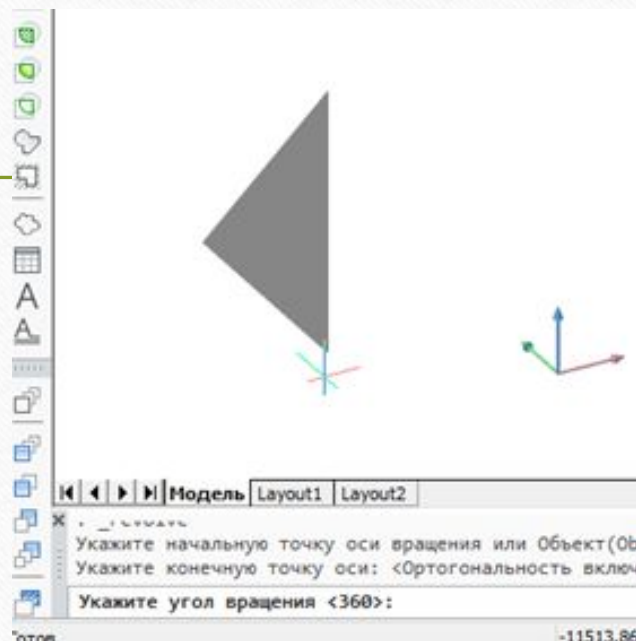 A
A
Модель Layout1 Layout2
Укажите начальную точку оси вращения или Объект(Ob
Укажите конечную точку оси: <Ортогональность включ
Укажите угол вращения <360>:
-11513.86